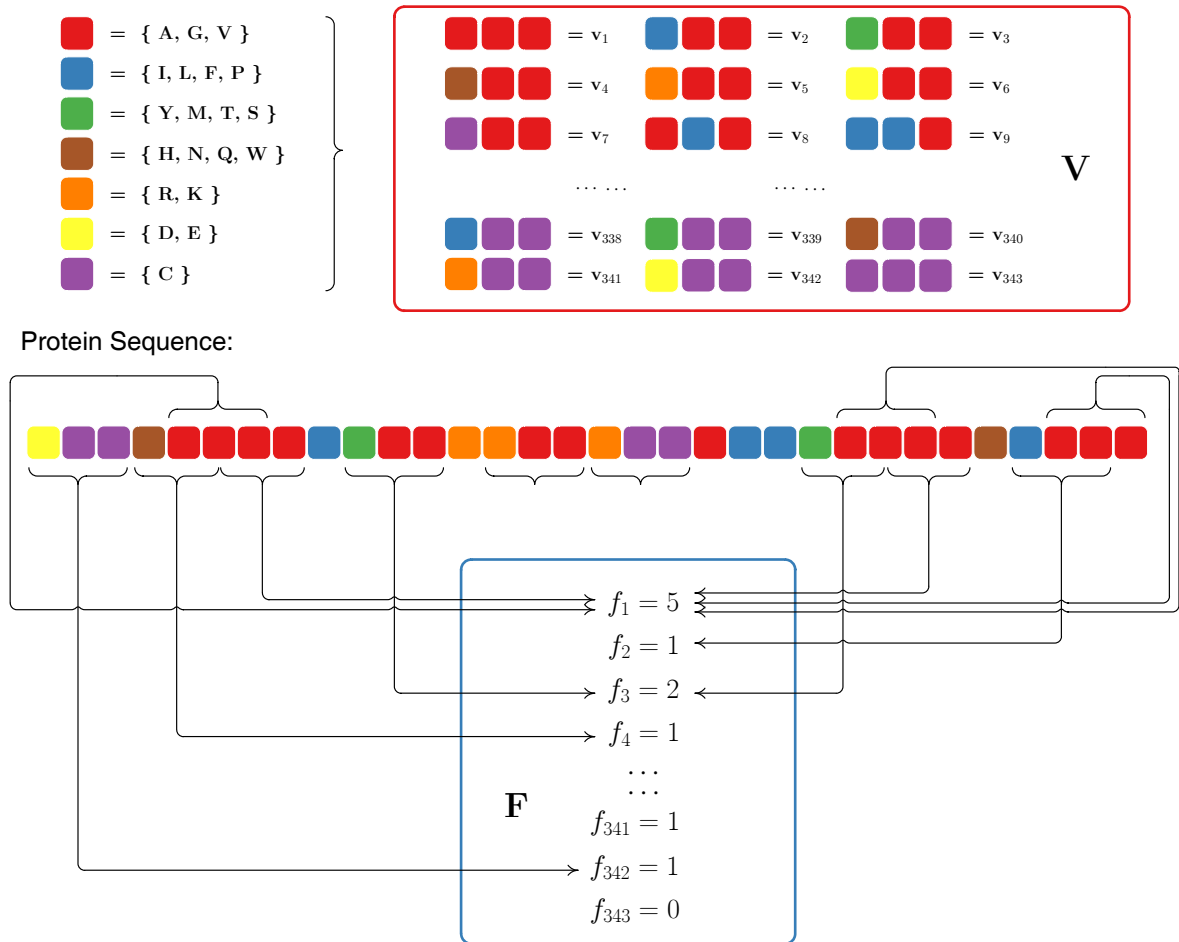 = { A, G, V }
= { I, L, F, P }
= { Y, M, T, S }
= { H, N, Q, W }
= { R, K }
= { D, E }
= { C }
= v1 = v2 = v3
= v4 = v5 = v6
= v7 = v8 = v9
... ... ... ...
= v338 = v339 = v340
= v341 = v342 = v343
V
Protein Sequence:
f1 = 5
f2 = 1
f3 = 2
f4 = 1
...
...
f341 = 1
f342 = 1
f343 = 0
F